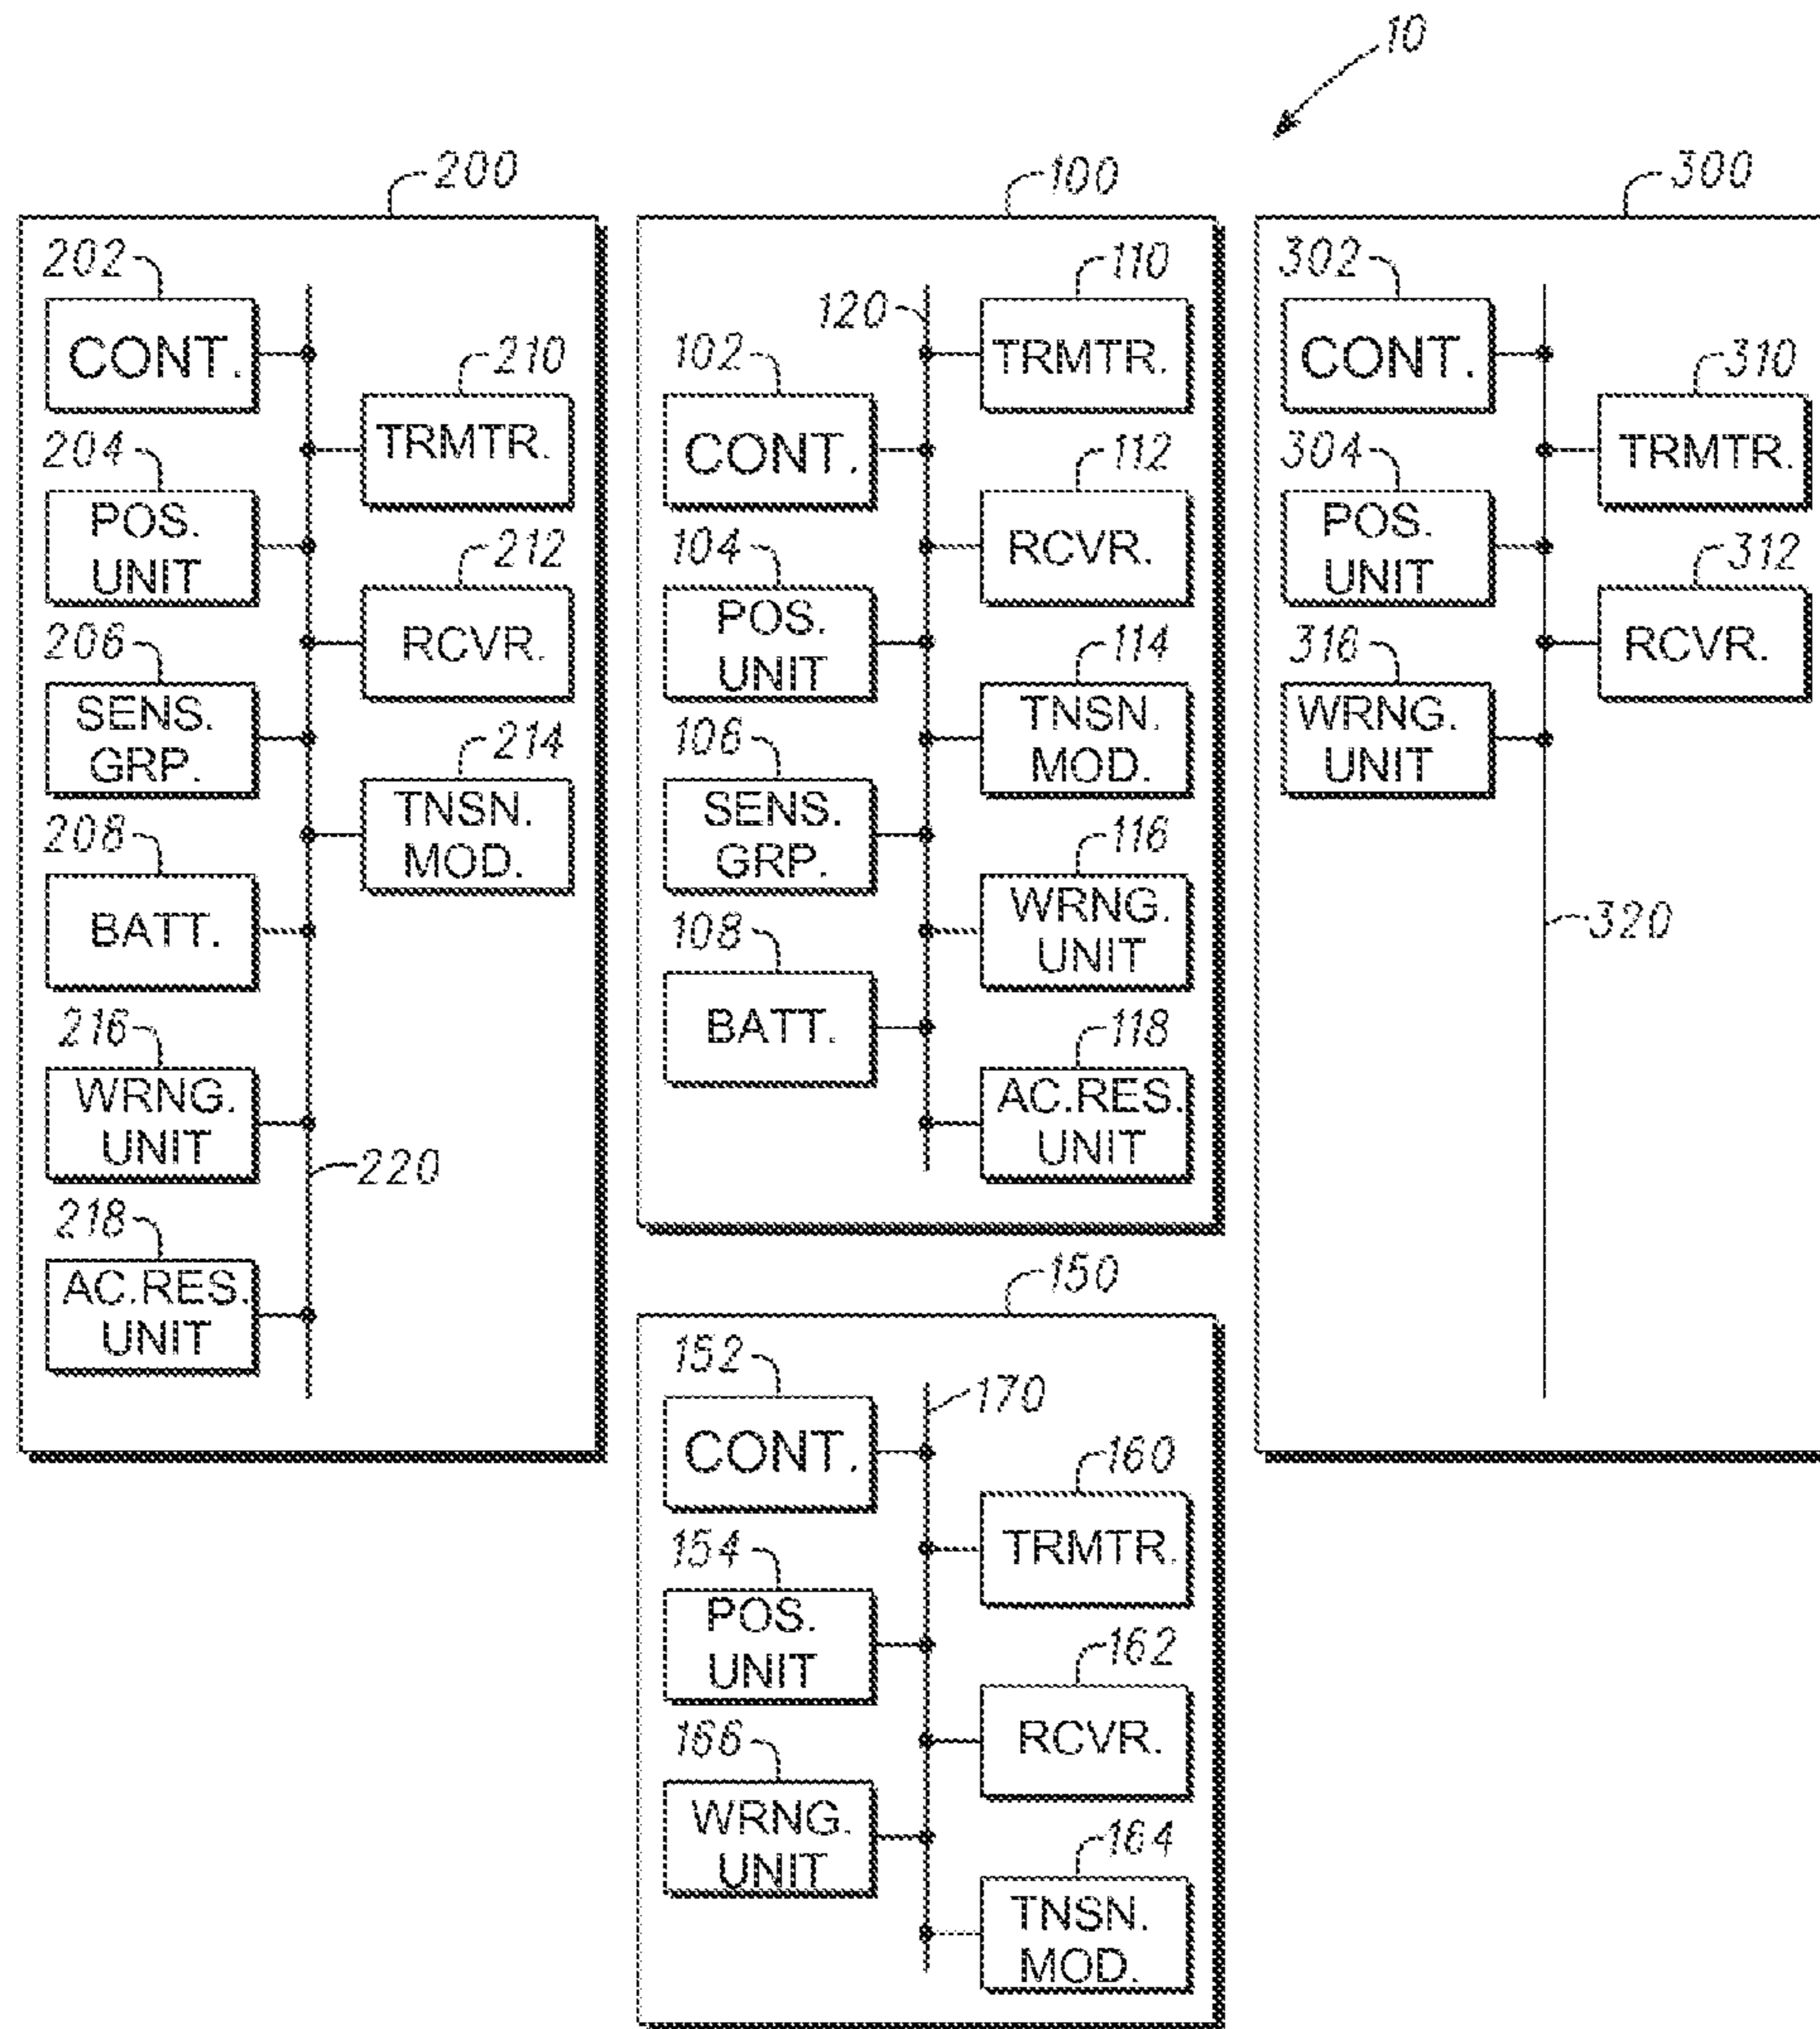 10
200
202
CONT.
210
TRMTR.
204
POS.
UNIT
212
RCVR.
206
SENS.
GRP.
214
TNSN.
MOD.
208
BATT.
216
WRNG.
UNIT
220
218
AC.RES.
UNIT
100
110
120
TRMTR.
102
CONT.
112
RCVR.
104
POS.
UNIT
114
TNSN.
MOD.
106
SENS.
GRP.
116
WRNG.
UNIT
108
BATT.
118
AC.RES.
UNIT
300
302
CONT.
310
TRMTR.
304
POS.
UNIT
312
RCVR.
316
WRNG.
UNIT
320
150
152
170
CONT.
160
TRMTR.
154
POS.
UNIT
162
RCVR.
166
WRNG.
UNIT
164
TNSN.
MOD.